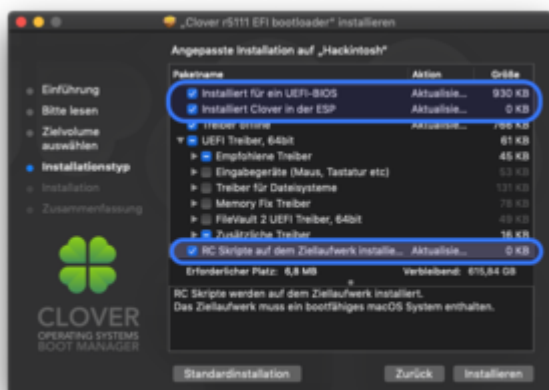 „Clover r5111 EFI bootloader“ installieren
Angepasste Installation auf „Hackintosh“
Paketname Aktion Größe
Installiert für ein UEFI-BIOS Aktualisie... 930 KB
Installiert Clover in der ESP Aktualisie... 0 KB
Treiber offline Aktualisie... 766 KB
UEFI Treiber, 64bit 61 KB
Empfohlene Treiber 45 KB
Eingabegeräte (Maus, Tastatur etc) 53 KB
Treiber für Dateisysteme 131 KB
Memory Fix Treiber 78 KB
FileVault 2 UEFI Treiber, 64bit 49 KB
Zusätzliche Treiber 16 KB
RC Skripte auf dem Ziellaufwerk installie... Aktualisie... 0 KB
Erforderlicher Platz: 6,8 MB Verbleibend: 615,84 GB
RC Skripte werden auf dem Ziellaufwerk installiert.
Das Ziellaufwerk muss ein bootfähiges macOS System enthalten.
Einführung
Bitte lesen
Zielvolume
auswählen
Installationstyp
Installation
Zusammenfassung
CLOVER
OPERATING SYSTEMS
BOOT MANAGER
Standardinstallation Zurück Installieren